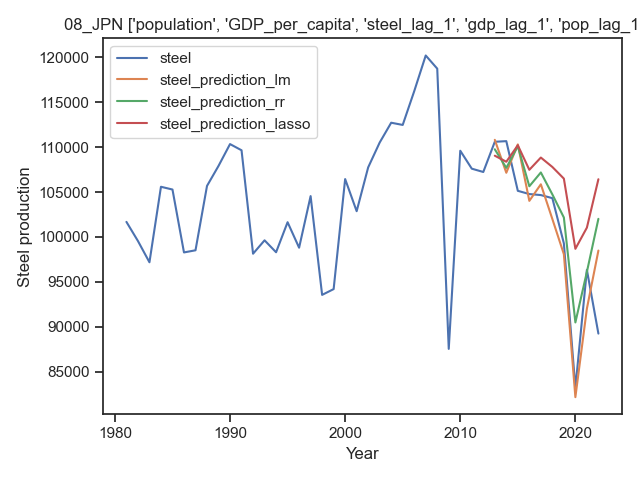 08_JPN ['population', 'GDP_per_capita', 'steel_lag_1', 'gdp_lag_1', 'pop_lag_1
steel
steel_prediction_lm
steel_prediction_rr
steel_prediction_lasso
120000
115000
110000
105000
100000
95000
90000
85000
Steel production
1980
1990
2000
2010
2020
Year